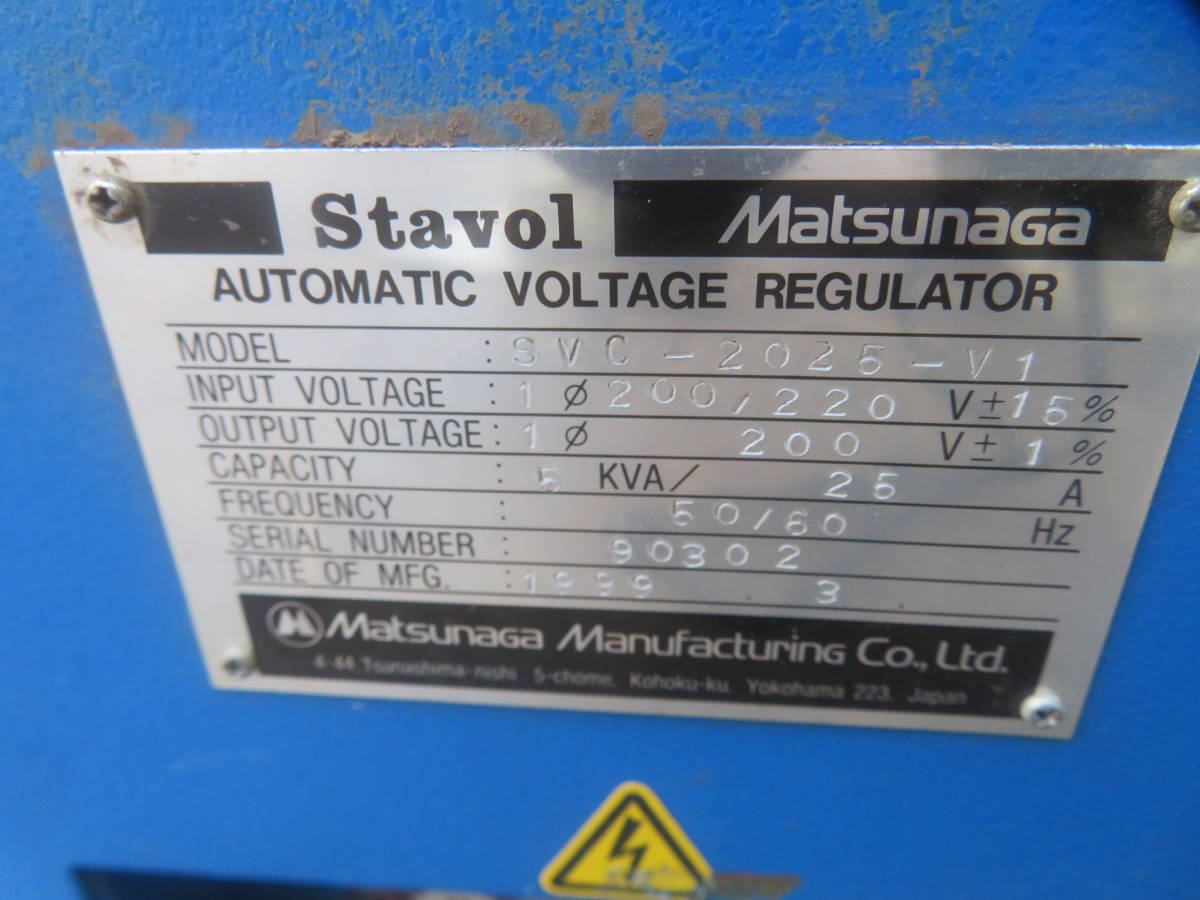 Stavol Matsunaga
AUTOMATIC VOLTAGE REGULATOR
MODEL : SVC-2025-V1
INPUT VOLTAGE : 1 ø 200/220 V±15%
OUTPUT VOLTAGE : 1 ø 200 V± 1%
CAPACITY : 5 KVA/ 25 A
FREQUENCY : 50/60 Hz
SERIAL NUMBER : 90302
DATE OF MFG. : 1999 . 3 .
Matsunaga Manufacturing Co., Ltd.
4-44, Tsunashima-nishi 5-chome, Kohoku-ku, Yokohama 223, Japan